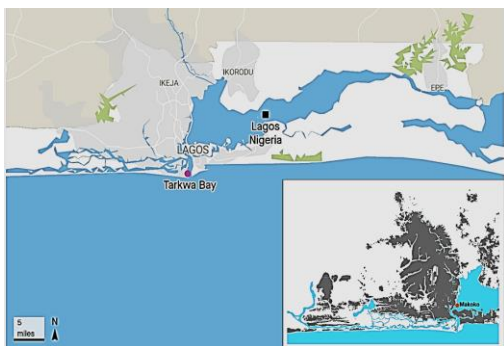 IKORODU
IKEJA
EPE
Lagos
Nigeria
LAGOS
Tarkwa Bay
Makoko
5
miles
N